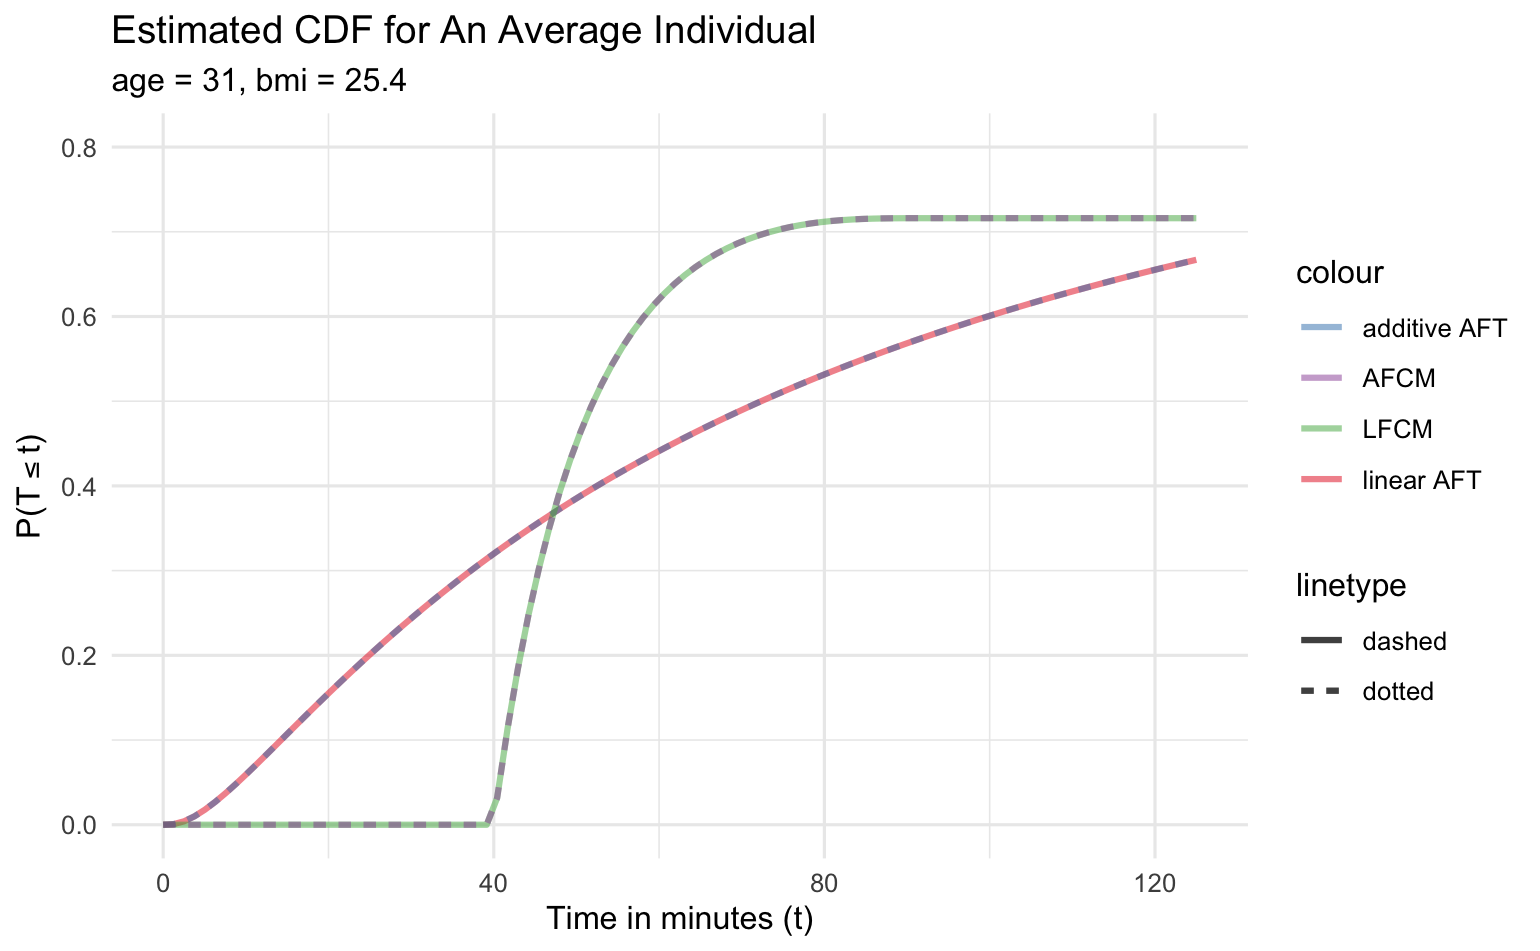 Estimated CDF for An Average Individual
age = 31, bmi = 25.4
0.8
0.6
0.4
0.2
0.0
P(T ≤ t)
0
40
80
120
Time in minutes (t)
colour
additive AFT
AFCM
LFCM
linear AFT
linetype
dashed
dotted